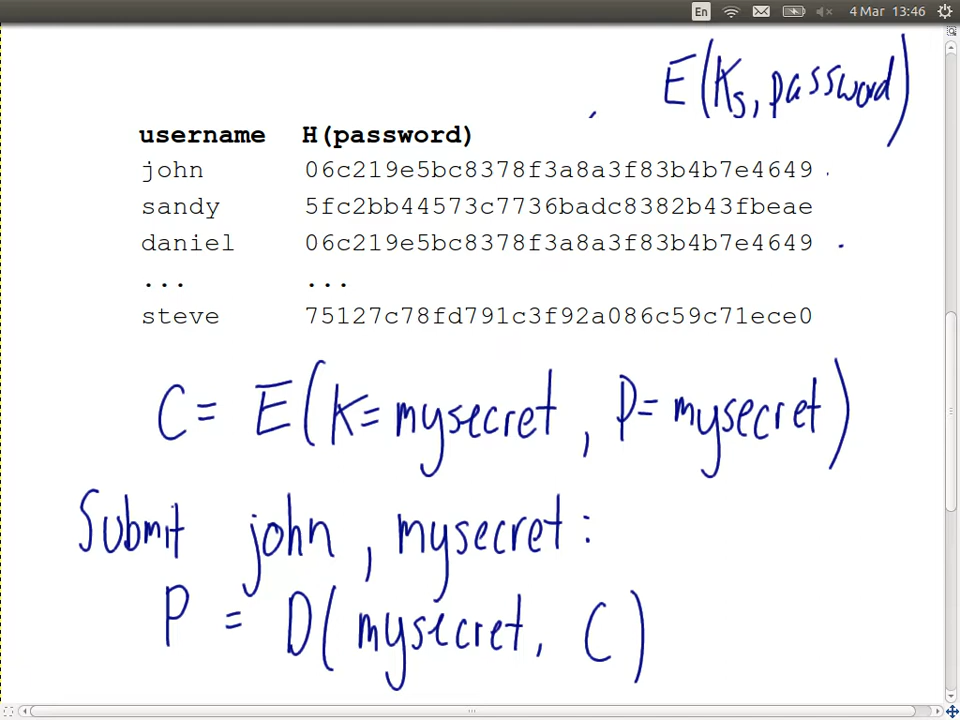 En 4 Mar 13:46
E(Ks, password)
username H(password)
john 06c219e5bc8378f3a8a3f83b4b7e4649
sandy 5fc2bb44573c7736badc8382b43fbeae
daniel 06c219e5bc8378f3a8a3f83b4b7e4649
... ...
steve 75127c78fd791c3f92a086c59c71ece0
C = E(K=mysecret, P=mysecret)
Submit john, mysecret:
P = D(mysecret, C)